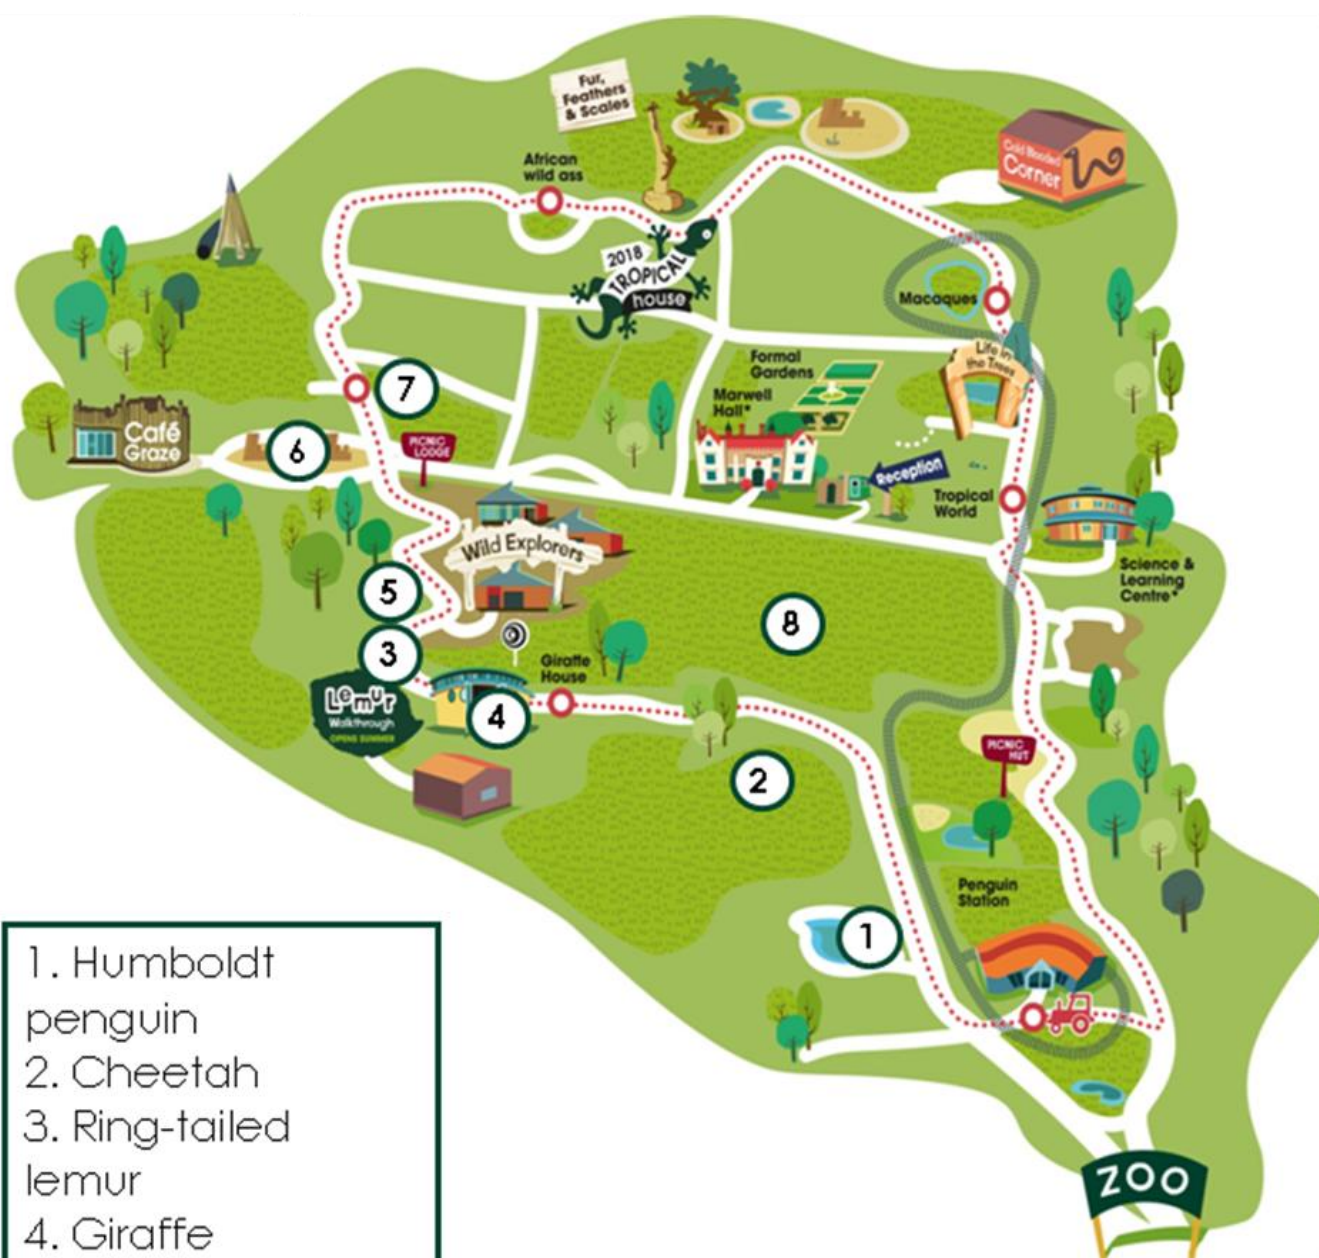 Fur,
Feathers
& Scales
African
wild ass
Cold Blooded
Corner
2018
TROPICAL
house
Macaques
Life in
the Trees
Formal
Gardens
Marwell
Hall*
7
Café
Graze
6
PICNIC
LODGE
Reception
Tropical
World
Wild Explorers
Science &
Learning
Centre*
5
8
3
Giraffe
House
Lemur
Walkthrough
OPENS SUMMER
4
PICNIC
HUT
2
Penguin
Station
1
1. Humboldt
penguin
2. Cheetah
3. Ring-tailed
lemur
4. Giraffe
ZOO